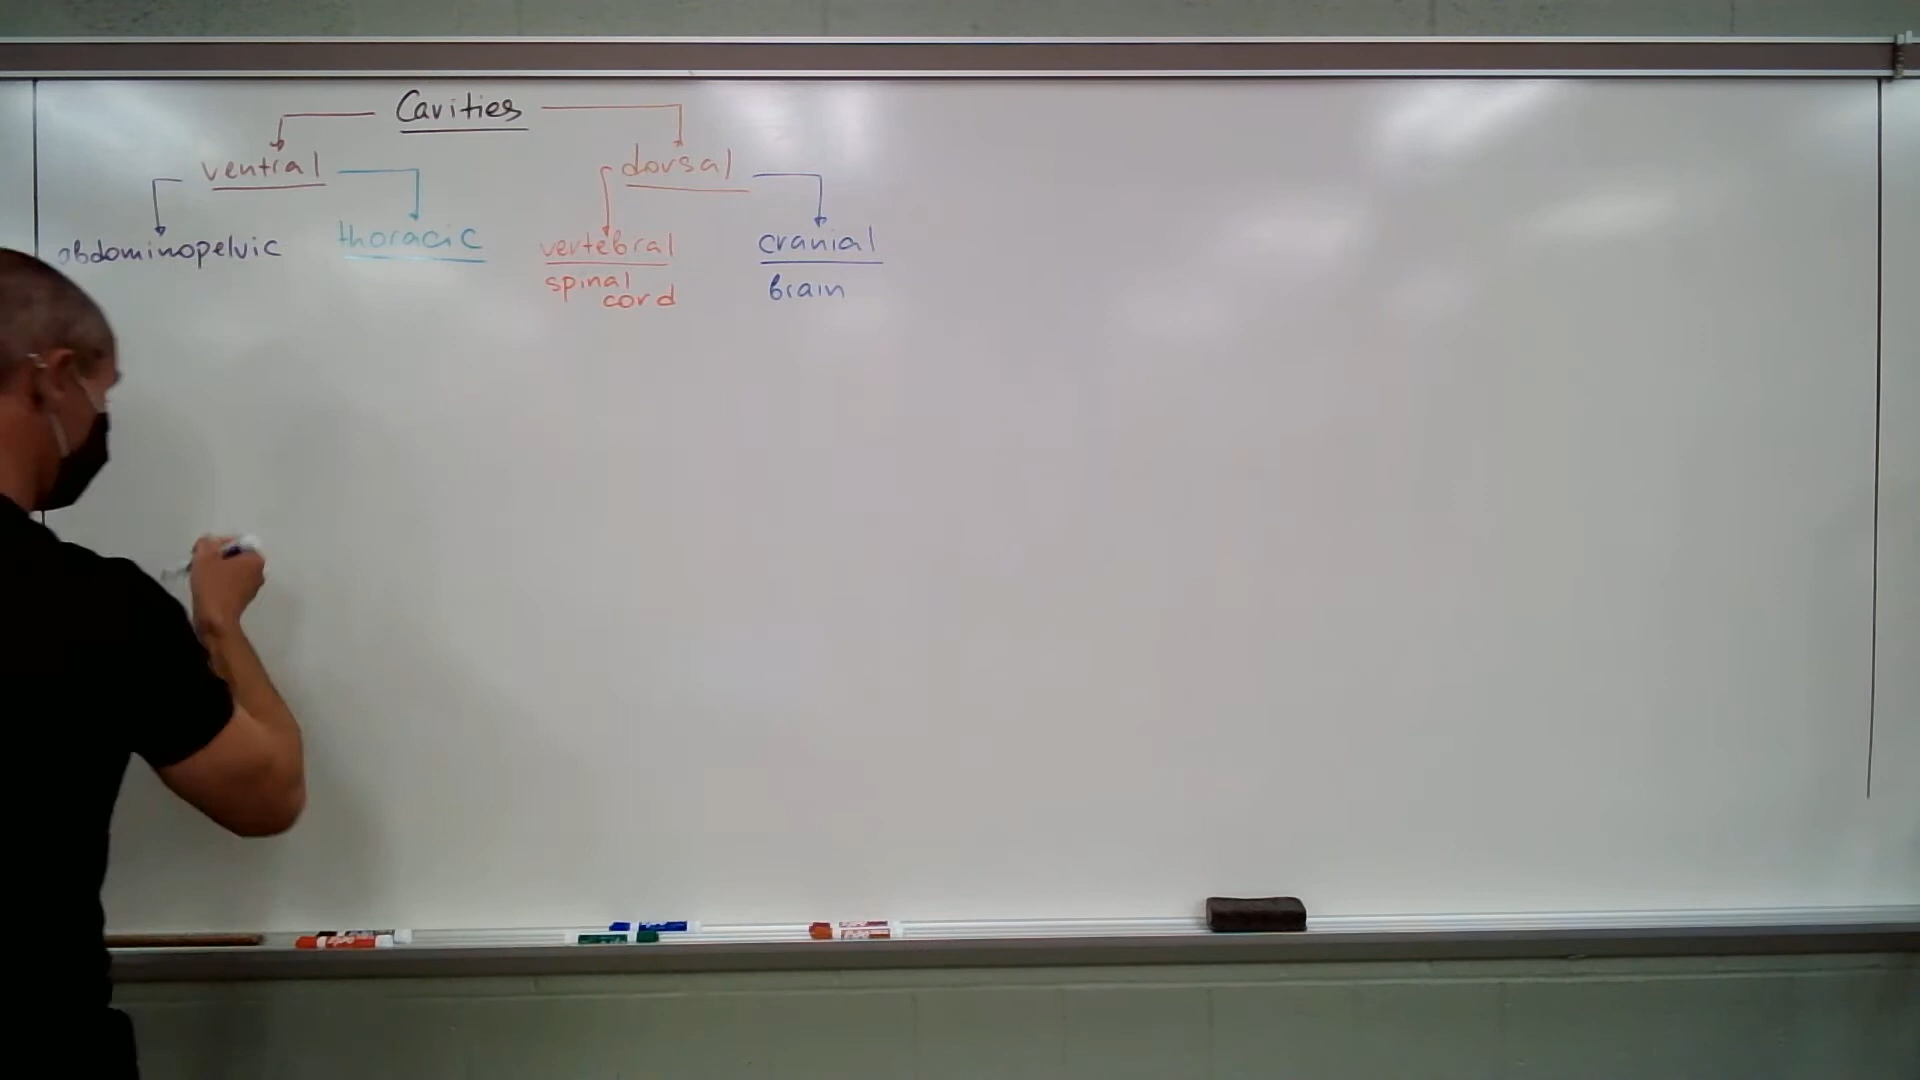 Cavities
ventral
dorsal
abdominopelvic
thoracic
vertebral
cranial
spinal
cord
brain